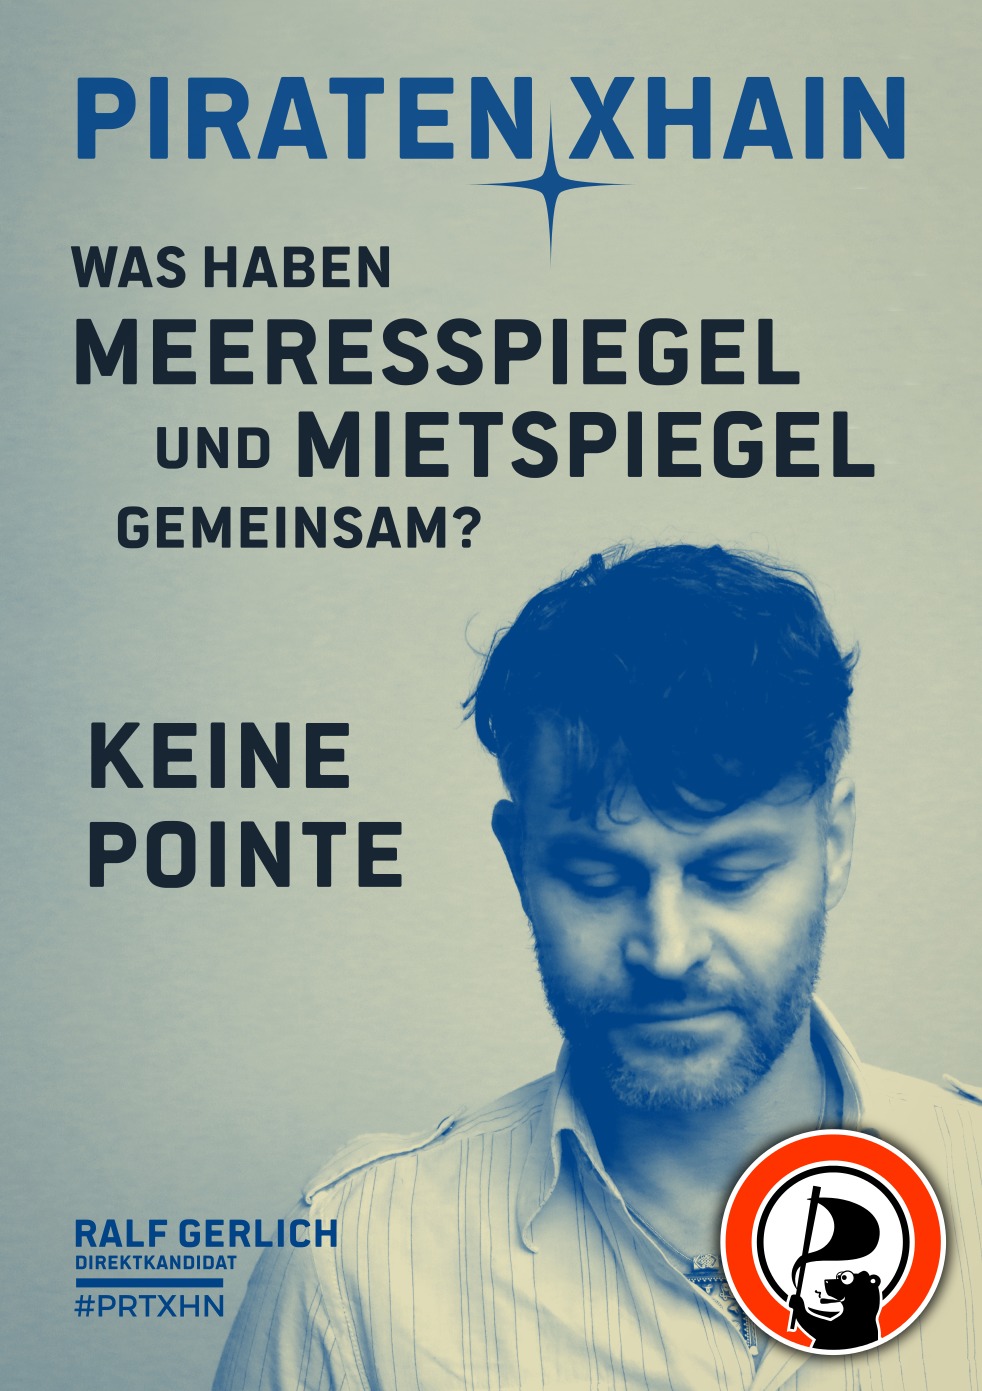 PIRATEN XHAIN
WAS HABEN
MEERESSPIEGEL
UND MIETSPIEGEL
GEMEINSAM?
KEINE
POINTE
RALF GERLICH
DIREKTKANDIDAT
#PRTXHN